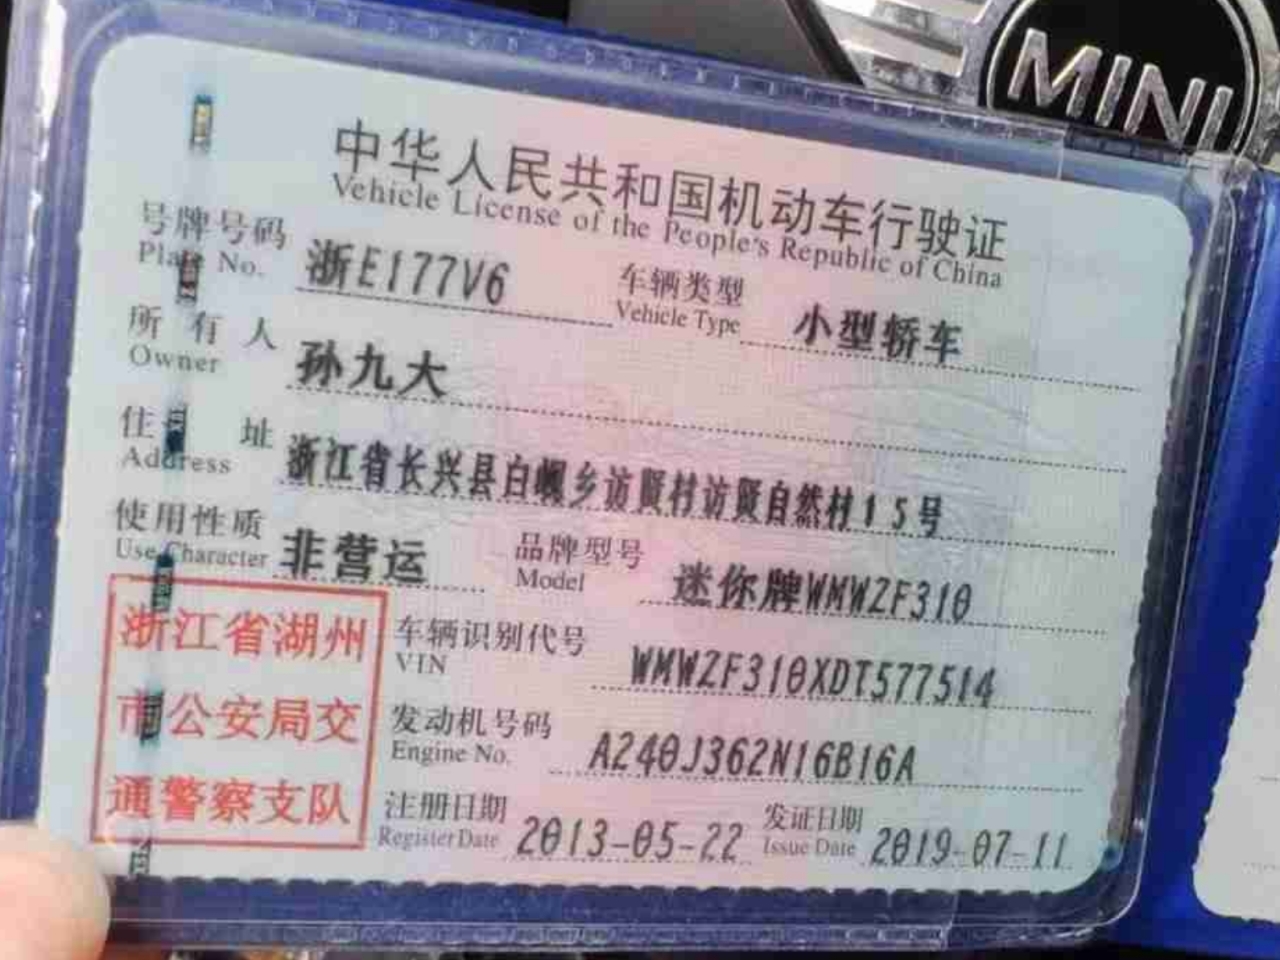 MINI
中华人民共和国机动车行驶证
Vehicle License of the People's Republic of China
号牌号码 浙E177V6 车辆类型 小型轿车
Plate No. Vehicle Type
所有人 孙九大
Owner
住址 浙江省长兴县白岘乡访贤村访贤自然村15号
Address
使用性质 非营运 品牌型号 迷你牌WMWZF310
Use Character Model
浙江省湖州
市公安局交
通警察支队
车辆识别代号 WMWZF310XDT577514
VIN
发动机号码 A240J362N16B16A
Engine No.
注册日期 2013-05-22 发证日期 2019-07-11
Register Date Issue Date